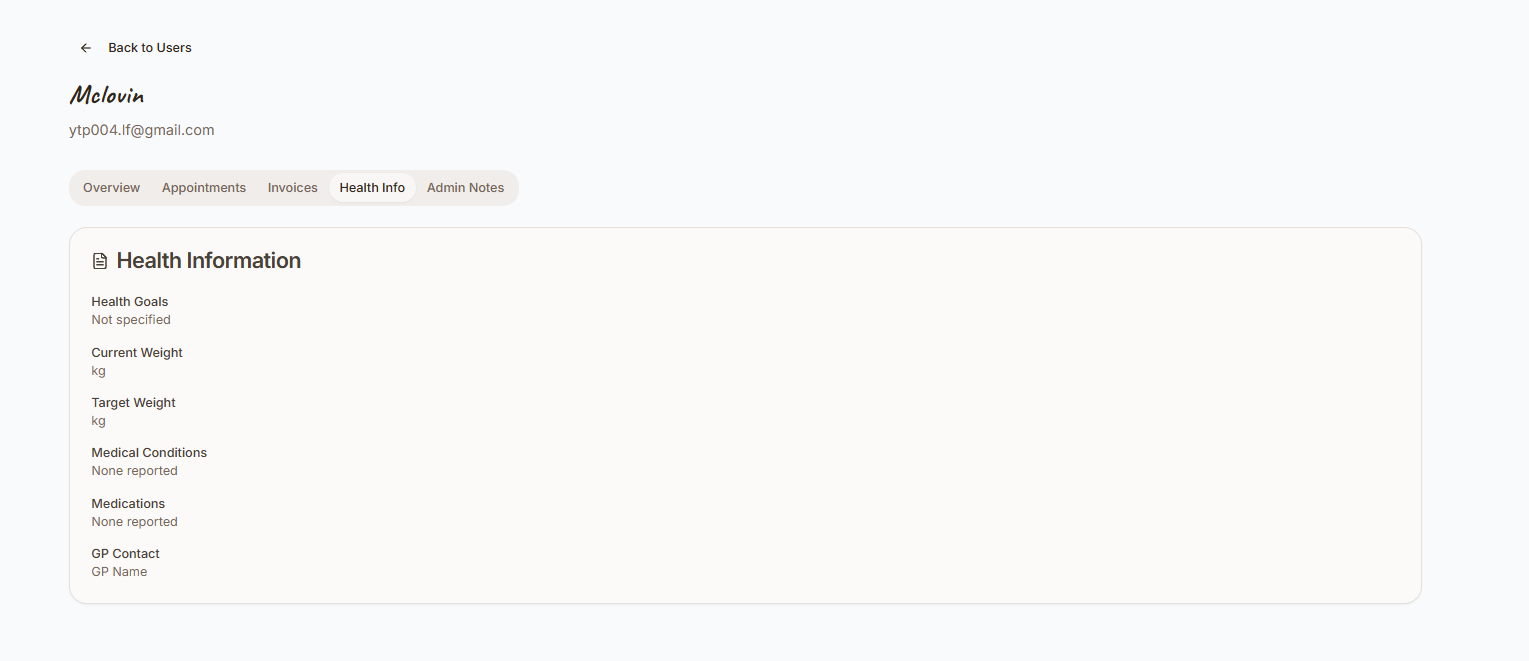 Back to Users
Mclovin
ytp004.lf@gmail.com
Overview Appointments Invoices Health Info Admin Notes
Health Information
Health Goals
Not specified
Current Weight
kg
Target Weight
kg
Medical Conditions
None reported
Medications
None reported
GP Contact
GP Name